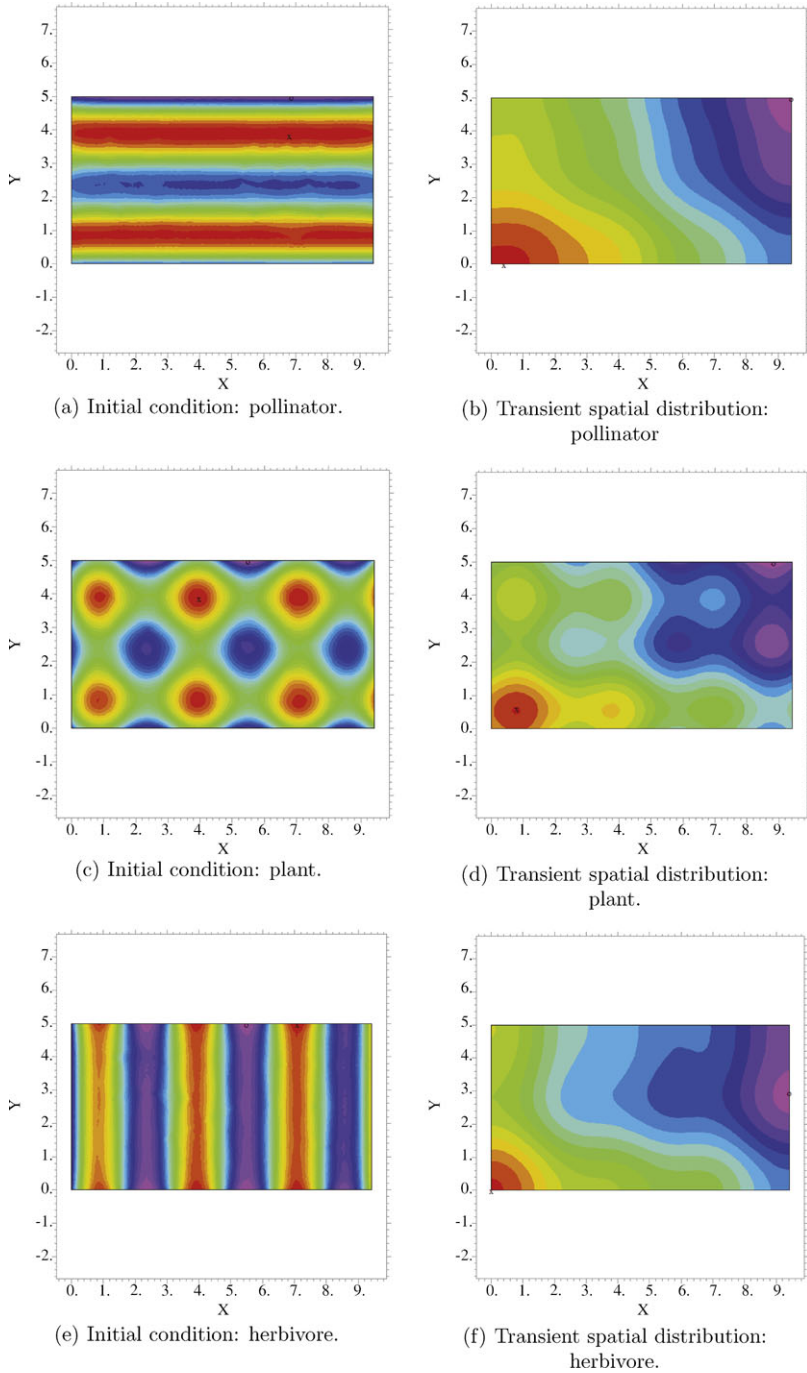 7.
6.
5.
4.
3.
2.
1.
0.
-1.
-2.
Y
x
o
0. 1. 2. 3. 4. 5. 6. 7. 8. 9.
X
(a) Initial condition: pollinator.
7.
6.
5.
4.
3.
2.
1.
0.
-1.
-2.
Y
o
x
0. 1. 2. 3. 4. 5. 6. 7. 8. 9.
X
(b) Transient spatial distribution:
pollinator
7.
6.
5.
4.
3.
2.
1.
0.
-1.
-2.
Y
o
x
0. 1. 2. 3. 4. 5. 6. 7. 8. 9.
X
(c) Initial condition: plant.
7.
6.
5.
4.
3.
2.
1.
0.
-1.
-2.
Y
o
x
0. 1. 2. 3. 4. 5. 6. 7. 8. 9.
X
(d) Transient spatial distribution:
plant.
7.
6.
5.
4.
3.
2.
1.
0.
-1.
-2.
Y
o
x
0. 1. 2. 3. 4. 5. 6. 7. 8. 9.
X
(e) Initial condition: herbivore.
7.
6.
5.
4.
3.
2.
1.
0.
-1.
-2.
Y
o
x
0. 1. 2. 3. 4. 5. 6. 7. 8. 9.
X
(f) Transient spatial distribution:
herbivore.